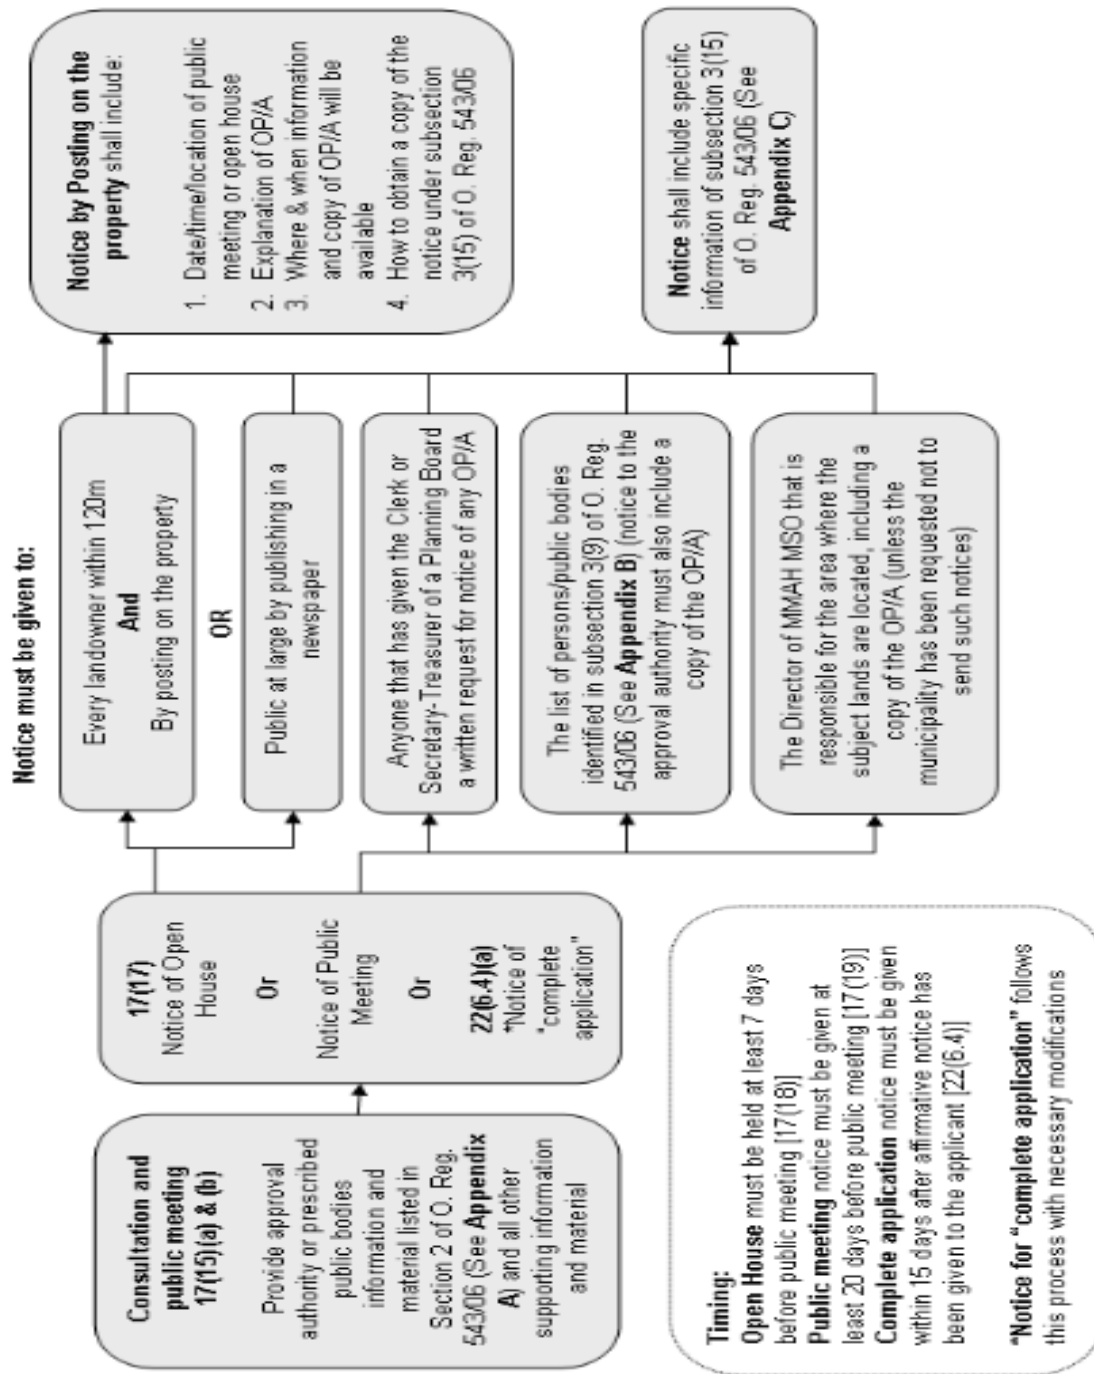 Notice must be given to:
Consultation and
public meeting
17(15)(a) & (b)
Provide approval
authority or prescribed
public bodies
information and
material listed in
Section 2 of O. Reg.
543/06 (See Appendix
A) and all other
supporting information
and material
17(17)
Notice of Open
House
Or
Notice of Public
Meeting
Or
22(6.4)(a)
*Notice of
"complete
application"
Every landowner within 120m
And
By posting on the property
OR
Public at large by publishing in a
newspaper
Anyone that has given the Clerk or
Secretary-Treasurer of a Planning Board
a written request for notice of any OP/A
The list of persons/public bodies
identified in subsection 3(9) of O. Reg.
543/06 (See Appendix B) (notice to the
approval authority must also include a
copy of the OP/A)
The Director of MMAH MSO that is
responsible for the area where the
subject lands are located, including a
copy of the OP/A (unless the
municipality has been requested not to
send such notices)
Notice by Posting on the
property shall include:
1. Date/time/location of public
meeting or open house
2. Explanation of OP/A
3. Where & when information
and copy of OP/A will be
available
4. How to obtain a copy of the
notice under subsection
3(15) of O. Reg. 543/06
Notice shall include specific
information of subsection 3(15)
of O. Reg. 543/06 (See
Appendix C)
Timing:
Open House must be held at least 7 days
before public meeting [17(18)]
Public meeting notice must be given at
least 20 days before public meeting [17(19)]
Complete application notice must be given
within 15 days after affirmative notice has
been given to the applicant [22(6.4)]
*Notice for "complete application" follows
this process with necessary modifications